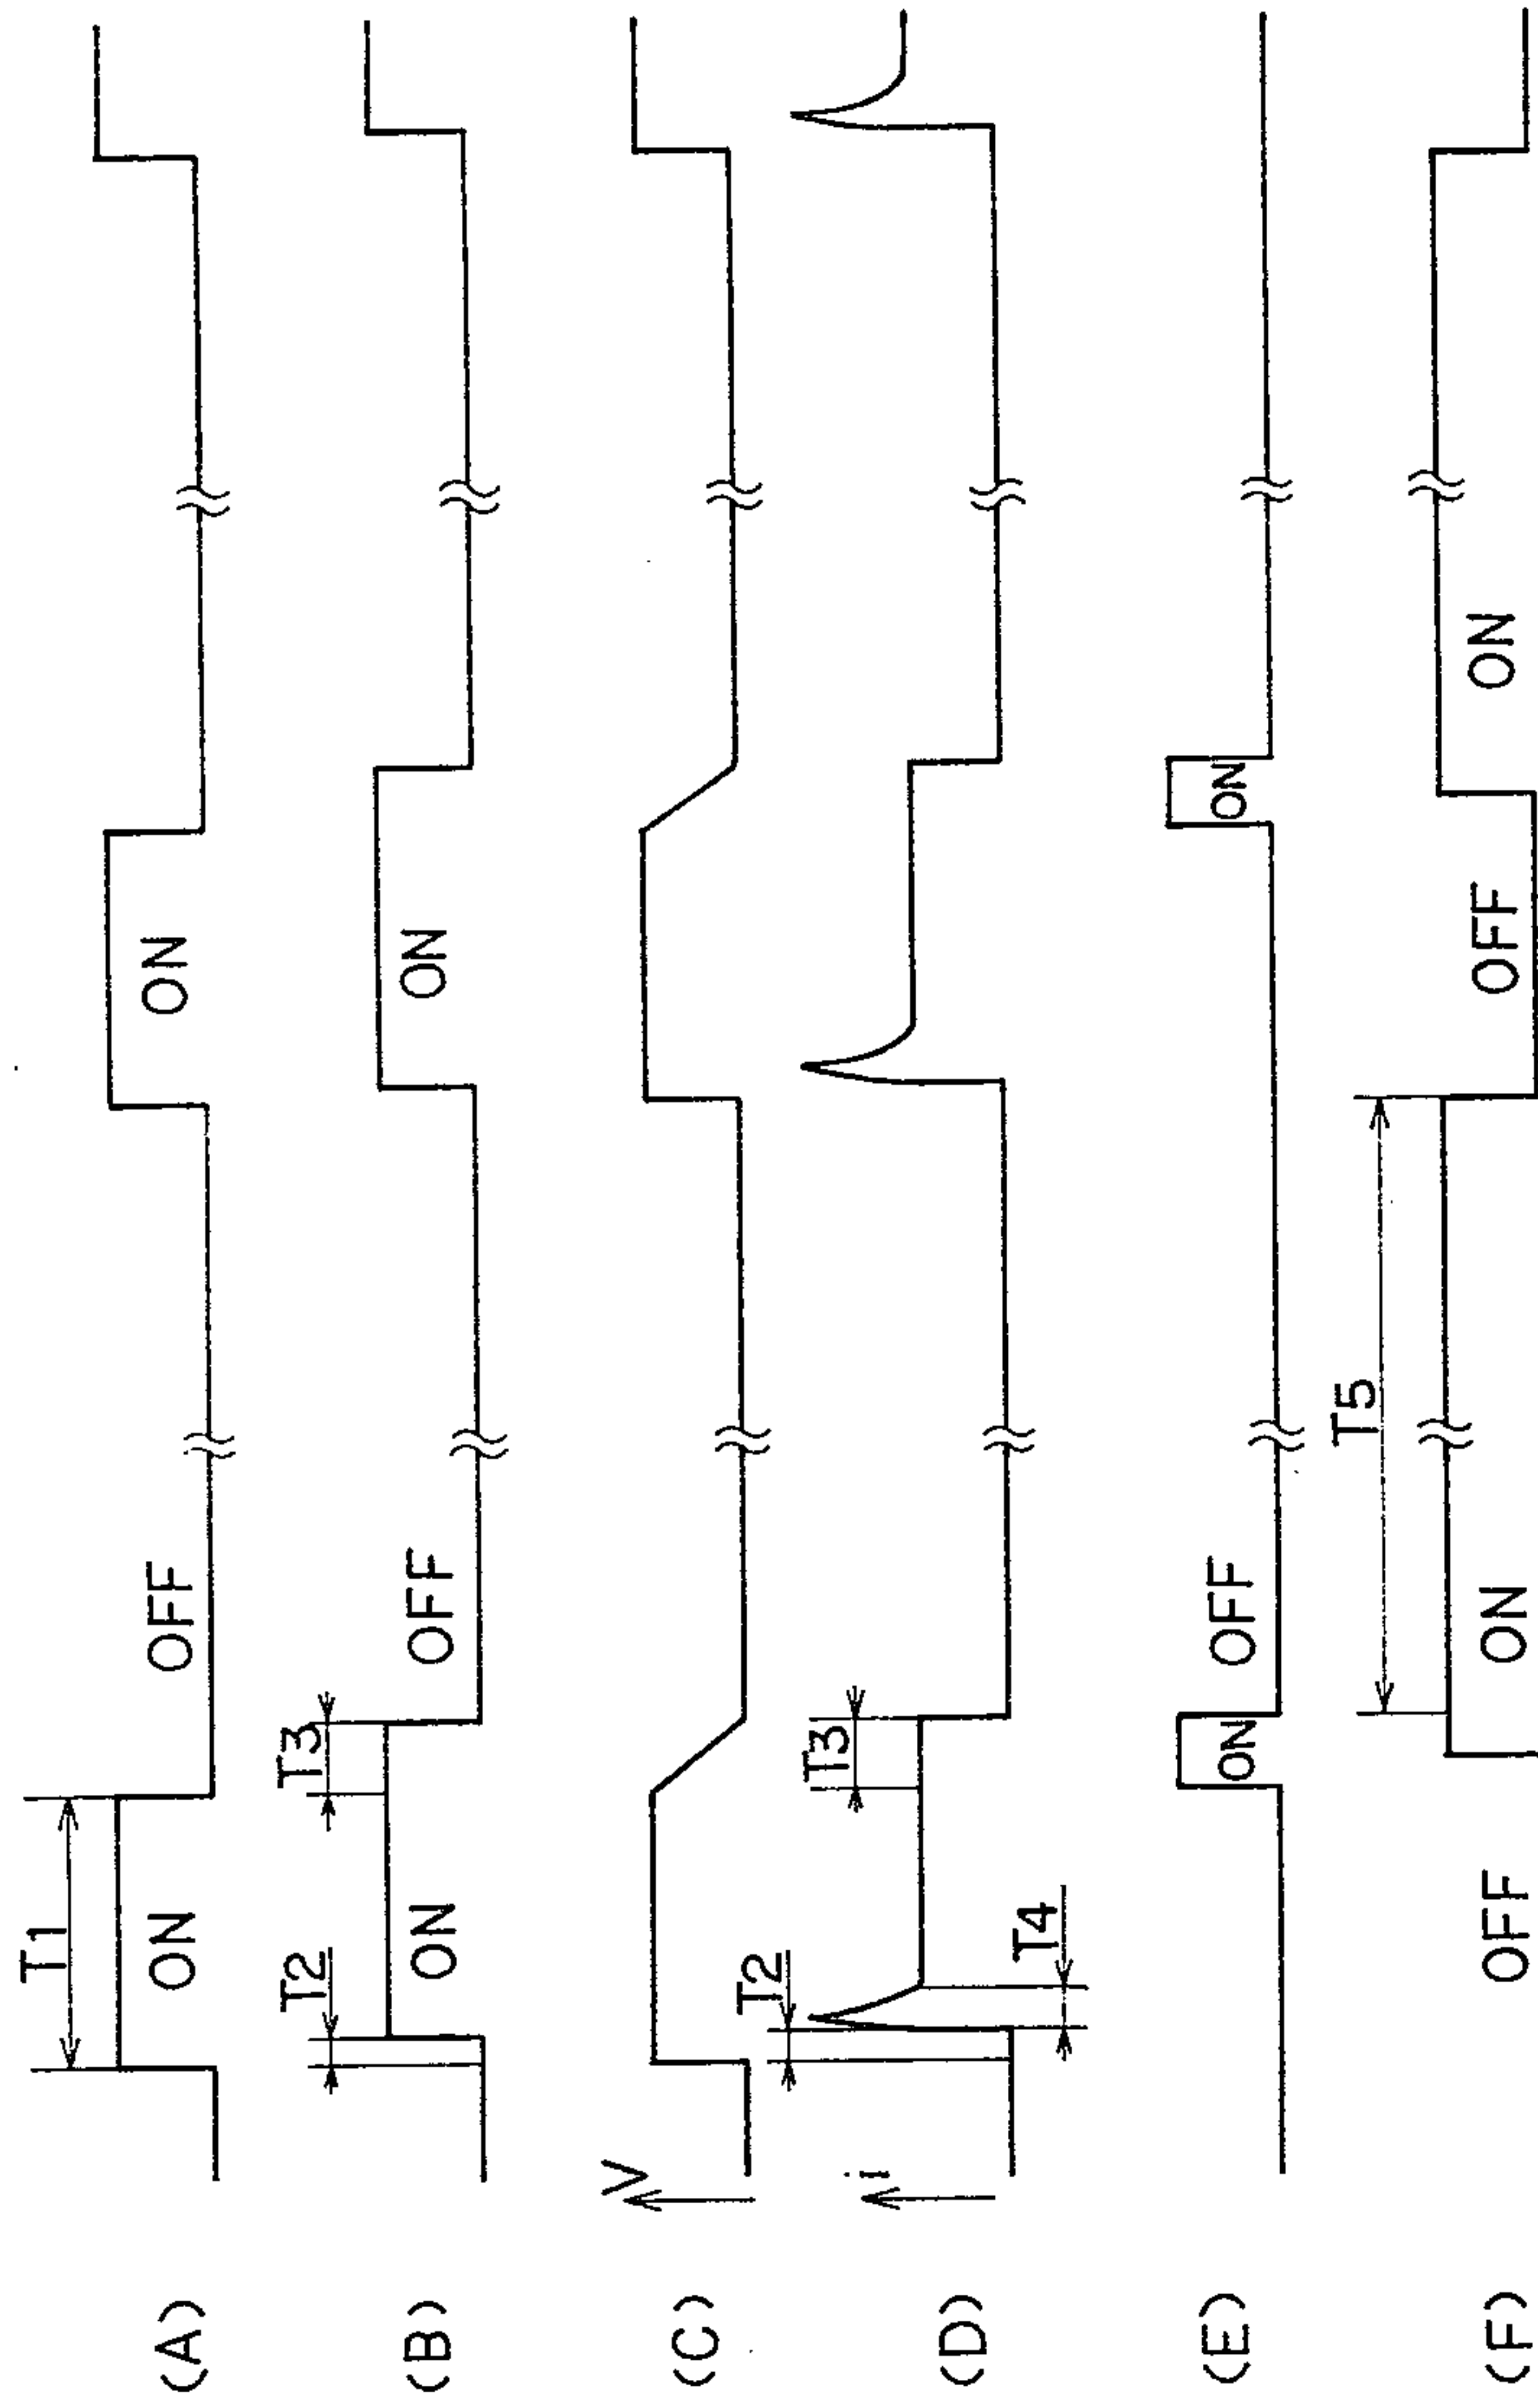 (A) T1 ON OFF ON
(B) T2 ON T3 OFF ON
(C) V
(D) i T2 T4 T3
(E) ON OFF ON
(F) OFF ON T5 OFF ON